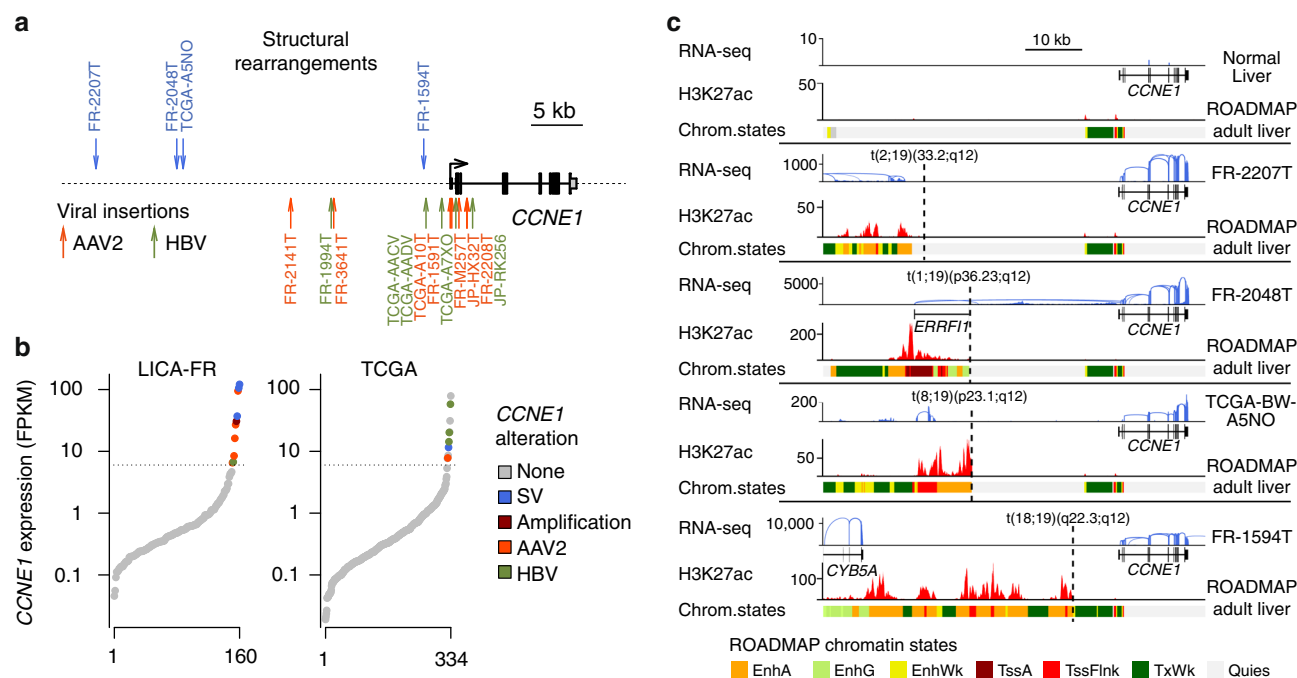 a
Structural
rearrangements
FR-2207T
FR-2048T
TCGA-A5NO
FR-1594T
5 kb
CCNE1
Viral insertions
AAV2
HBV
FR-2141T
FR-1994T
FR-3641T
TCGA-AACV
TCGA-AADV
TCGA-A10T
FR-1591T
TCGA-A7XO
FR-M257T
JP-HX32T
FR-2208T
JP-RK256
b
LICA-FR
TCGA
CCNE1 expression (FPKM)
100
10
1
0.1
1
160
100
10
1
0.1
1
334
CCNE1
alteration
None
SV
Amplification
AAV2
HBV
c
RNA-seq
10
10 kb
CCNE1
Normal
Liver
H3K27ac
50
Chrom.states
ROADMAP
adult liver
RNA-seq
1000
t(2;19)(33.2;q12)
CCNE1
FR-2207T
H3K27ac
50
Chrom.states
ROADMAP
adult liver
RNA-seq
5000
t(1;19)(p36.23;q12)
ERRFI1
CCNE1
FR-2048T
H3K27ac
200
Chrom.states
ROADMAP
adult liver
RNA-seq
200
t(8;19)(p23.1;q12)
CCNE1
TCGA-BW-
A5NO
H3K27ac
50
Chrom.states
ROADMAP
adult liver
RNA-seq
10,000
t(18;19)(q22.3;q12)
CYB5A
CCNE1
FR-1594T
H3K27ac
100
Chrom.states
ROADMAP
adult liver
ROADMAP chromatin states
EnhA
EnhG
EnhWk
TssA
TssFlnk
TxWk
Quies